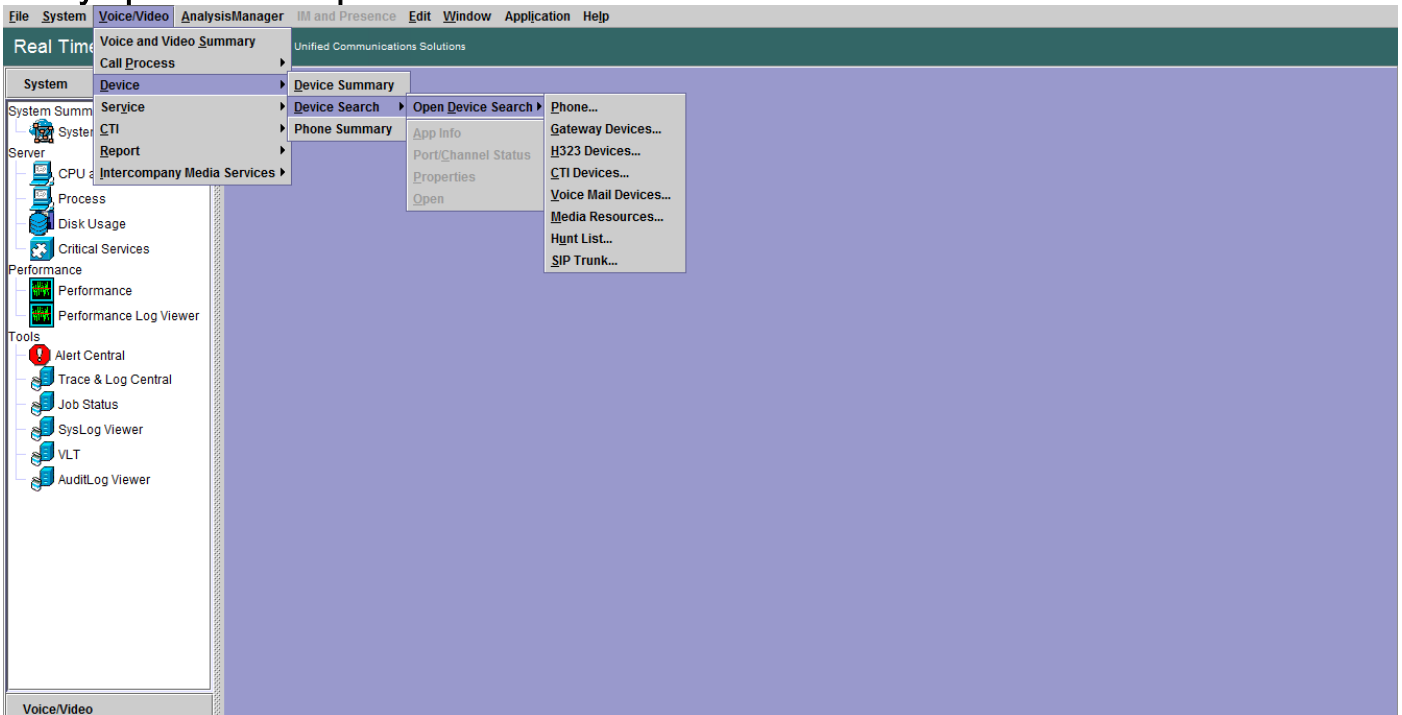 File System Voice/Video AnalysisManager IM and Presence Edit Window Application Help
Real Time
Unified Communications Solutions
Voice and Video Summary
Call Process
Device
Service
CTI
Report
Intercompany Media Services
Device Summary
Device Search
Phone Summary
Open Device Search
App Info
Port/Channel Status
Properties
Open
Phone...
Gateway Devices...
H323 Devices...
CTI Devices...
Voice Mail Devices...
Media Resources...
Hunt List...
SIP Trunk...
System
System Summ
System
Server
CPU a
Process
Disk Usage
Critical Services
Performance
Performance
Performance Log Viewer
Tools
Alert Central
Trace & Log Central
Job Status
SysLog Viewer
VLT
AuditLog Viewer
Voice/Video